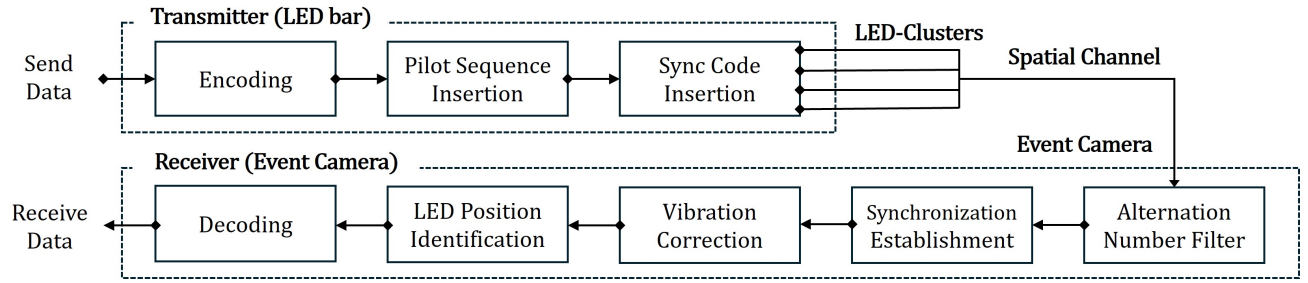 Transmitter (LED bar)
Send
Data
Encoding
Pilot Sequence
Insertion
Sync Code
Insertion
LED-Clusters
Spatial Channel
Event Camera
Receiver (Event Camera)
Receive
Data
Decoding
LED Position
Identification
Vibration
Correction
Synchronization
Establishment
Alternation
Number Filter